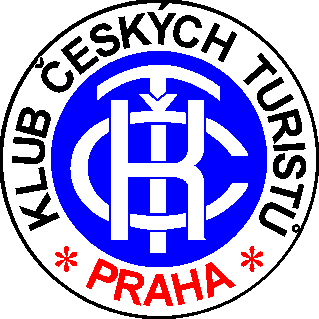 KLUB ČESKÝCH TURISTŮ
* PRAHA *
KČT